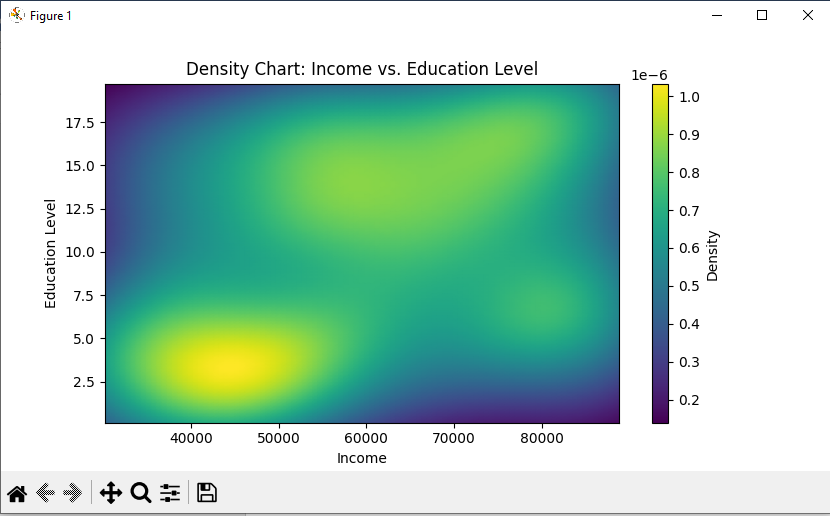 Figure 1
Density Chart: Income vs. Education Level
1e−6
17.5
15.0
12.5
10.0
7.5
5.0
2.5
Education Level
40000 50000 60000 70000 80000
Income
1.0
0.9
0.8
0.7
0.6
0.5
0.4
0.3
0.2
Density